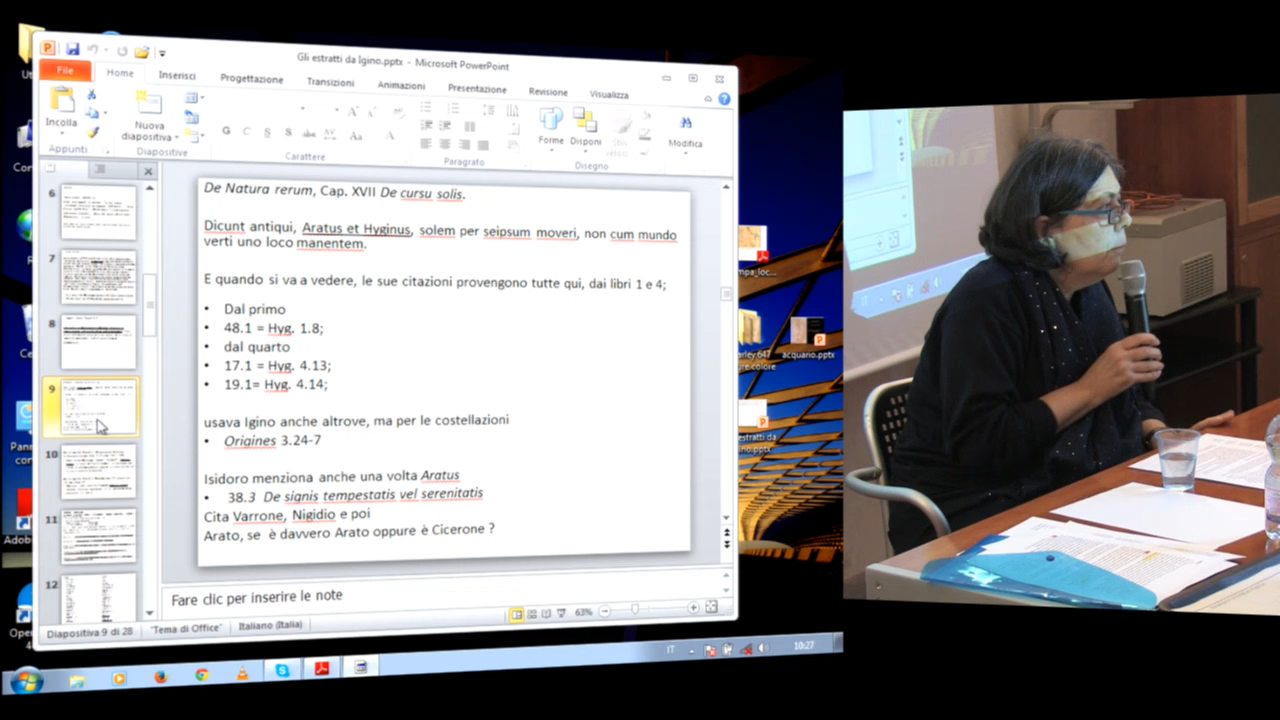 Gli estratti da Igino.pptx - Microsoft PowerPoint
File Home Inserisci Progettazione Transizioni Animazioni Presentazione Revisione Visualizza
Incolla
Nuova
diapositiva
Forme Disponi
Modifica
Appunti Diapositive Carattere Paragrafo Disegno
6
7
8
9
10
11
12
De Natura rerum, Cap. XVII De cursu solis.
Dicunt antiqui, Aratus et Hyginus, solem per seipsum moveri, non cum mundo
verti uno loco manentem.
E quando si va a vedere, le sue citazioni provengono tutte qui, dai libri 1 e 4;
• Dal primo
• 48.1 = Hyg. 1.8;
• dal quarto
• 17.1 = Hyg. 4.13;
• 19.1= Hyg. 4.14;
usava Igino anche altrove, ma per le costellazioni
• Origines 3.24-7
Isidoro menziona anche una volta Aratus
• 38.3 De signis tempestatis vel serenitatis
Cita Varrone, Nigidio e poi
Arato, se è davvero Arato oppure è Cicerone ?
Fare clic per inserire le note
Diapositiva 9 di 28 "Tema di Office" Italiano (Italia) 63%
acquario.pptx
IT 10:27